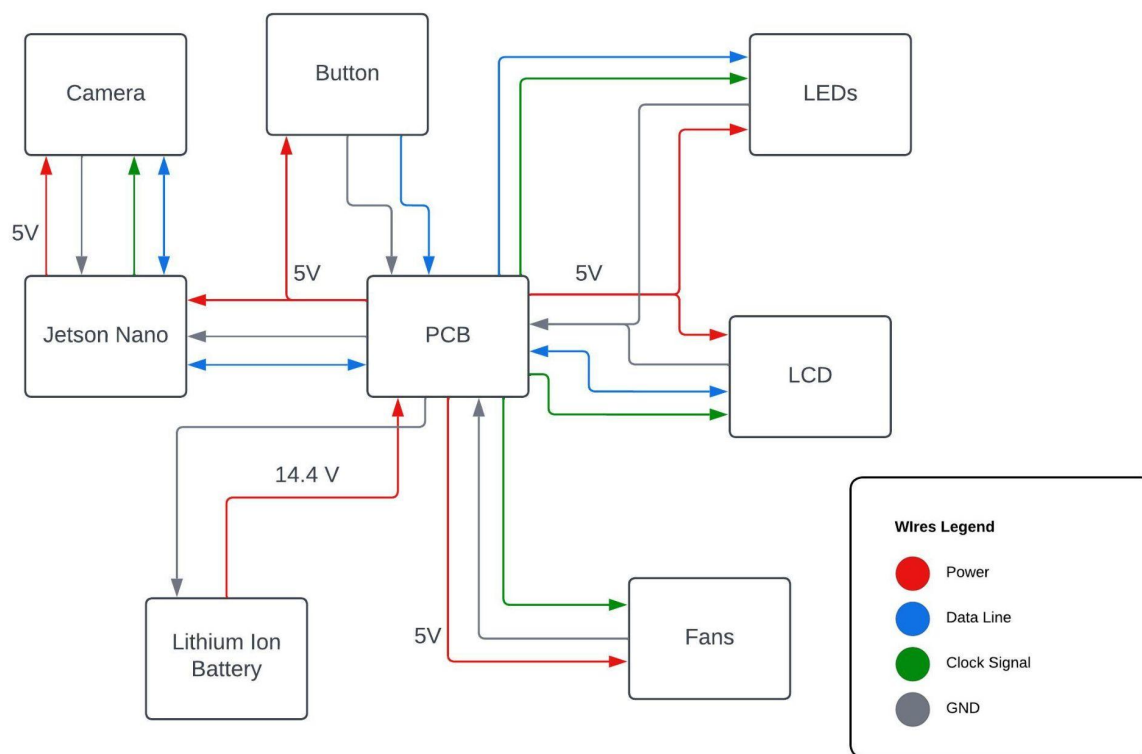 Camera
Button
LEDs
5V
5V
5V
Jetson Nano
PCB
LCD
14.4 V
Lithium Ion
Battery
5V
Fans
WIres Legend
Power
Data Line
Clock Signal
GND